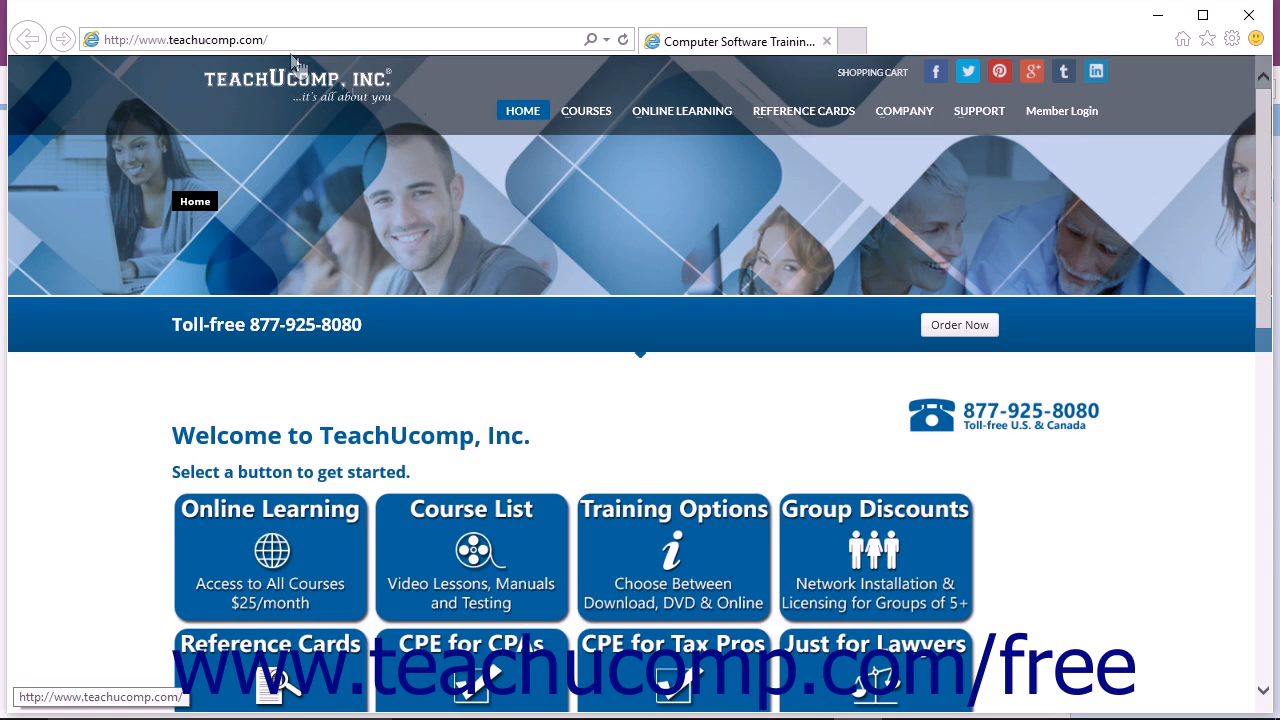 http://www.teachucomp.com/
Computer Software Trainin...
TEACHUCOMP, INC.®
...it's all about you
SHOPPING CART
HOME COURSES ONLINE LEARNING REFERENCE CARDS COMPANY SUPPORT Member Login
Home
Toll-free 877-925-8080
Order Now
877-925-8080
Toll-free U.S. & Canada
Welcome to TeachUcomp, Inc.
Select a button to get started.
Online Learning
Access to All Courses
$25/month
Course List
Video Lessons, Manuals
and Testing
Training Options
Choose Between
Download, DVD & Online
Group Discounts
Network Installation &
Licensing for Groups of 5+
Reference Cards
CPE for CPAs
CPE for Tax Pros
Just for Lawyers
www.teachucomp.com/free
http://www.teachucomp.com/